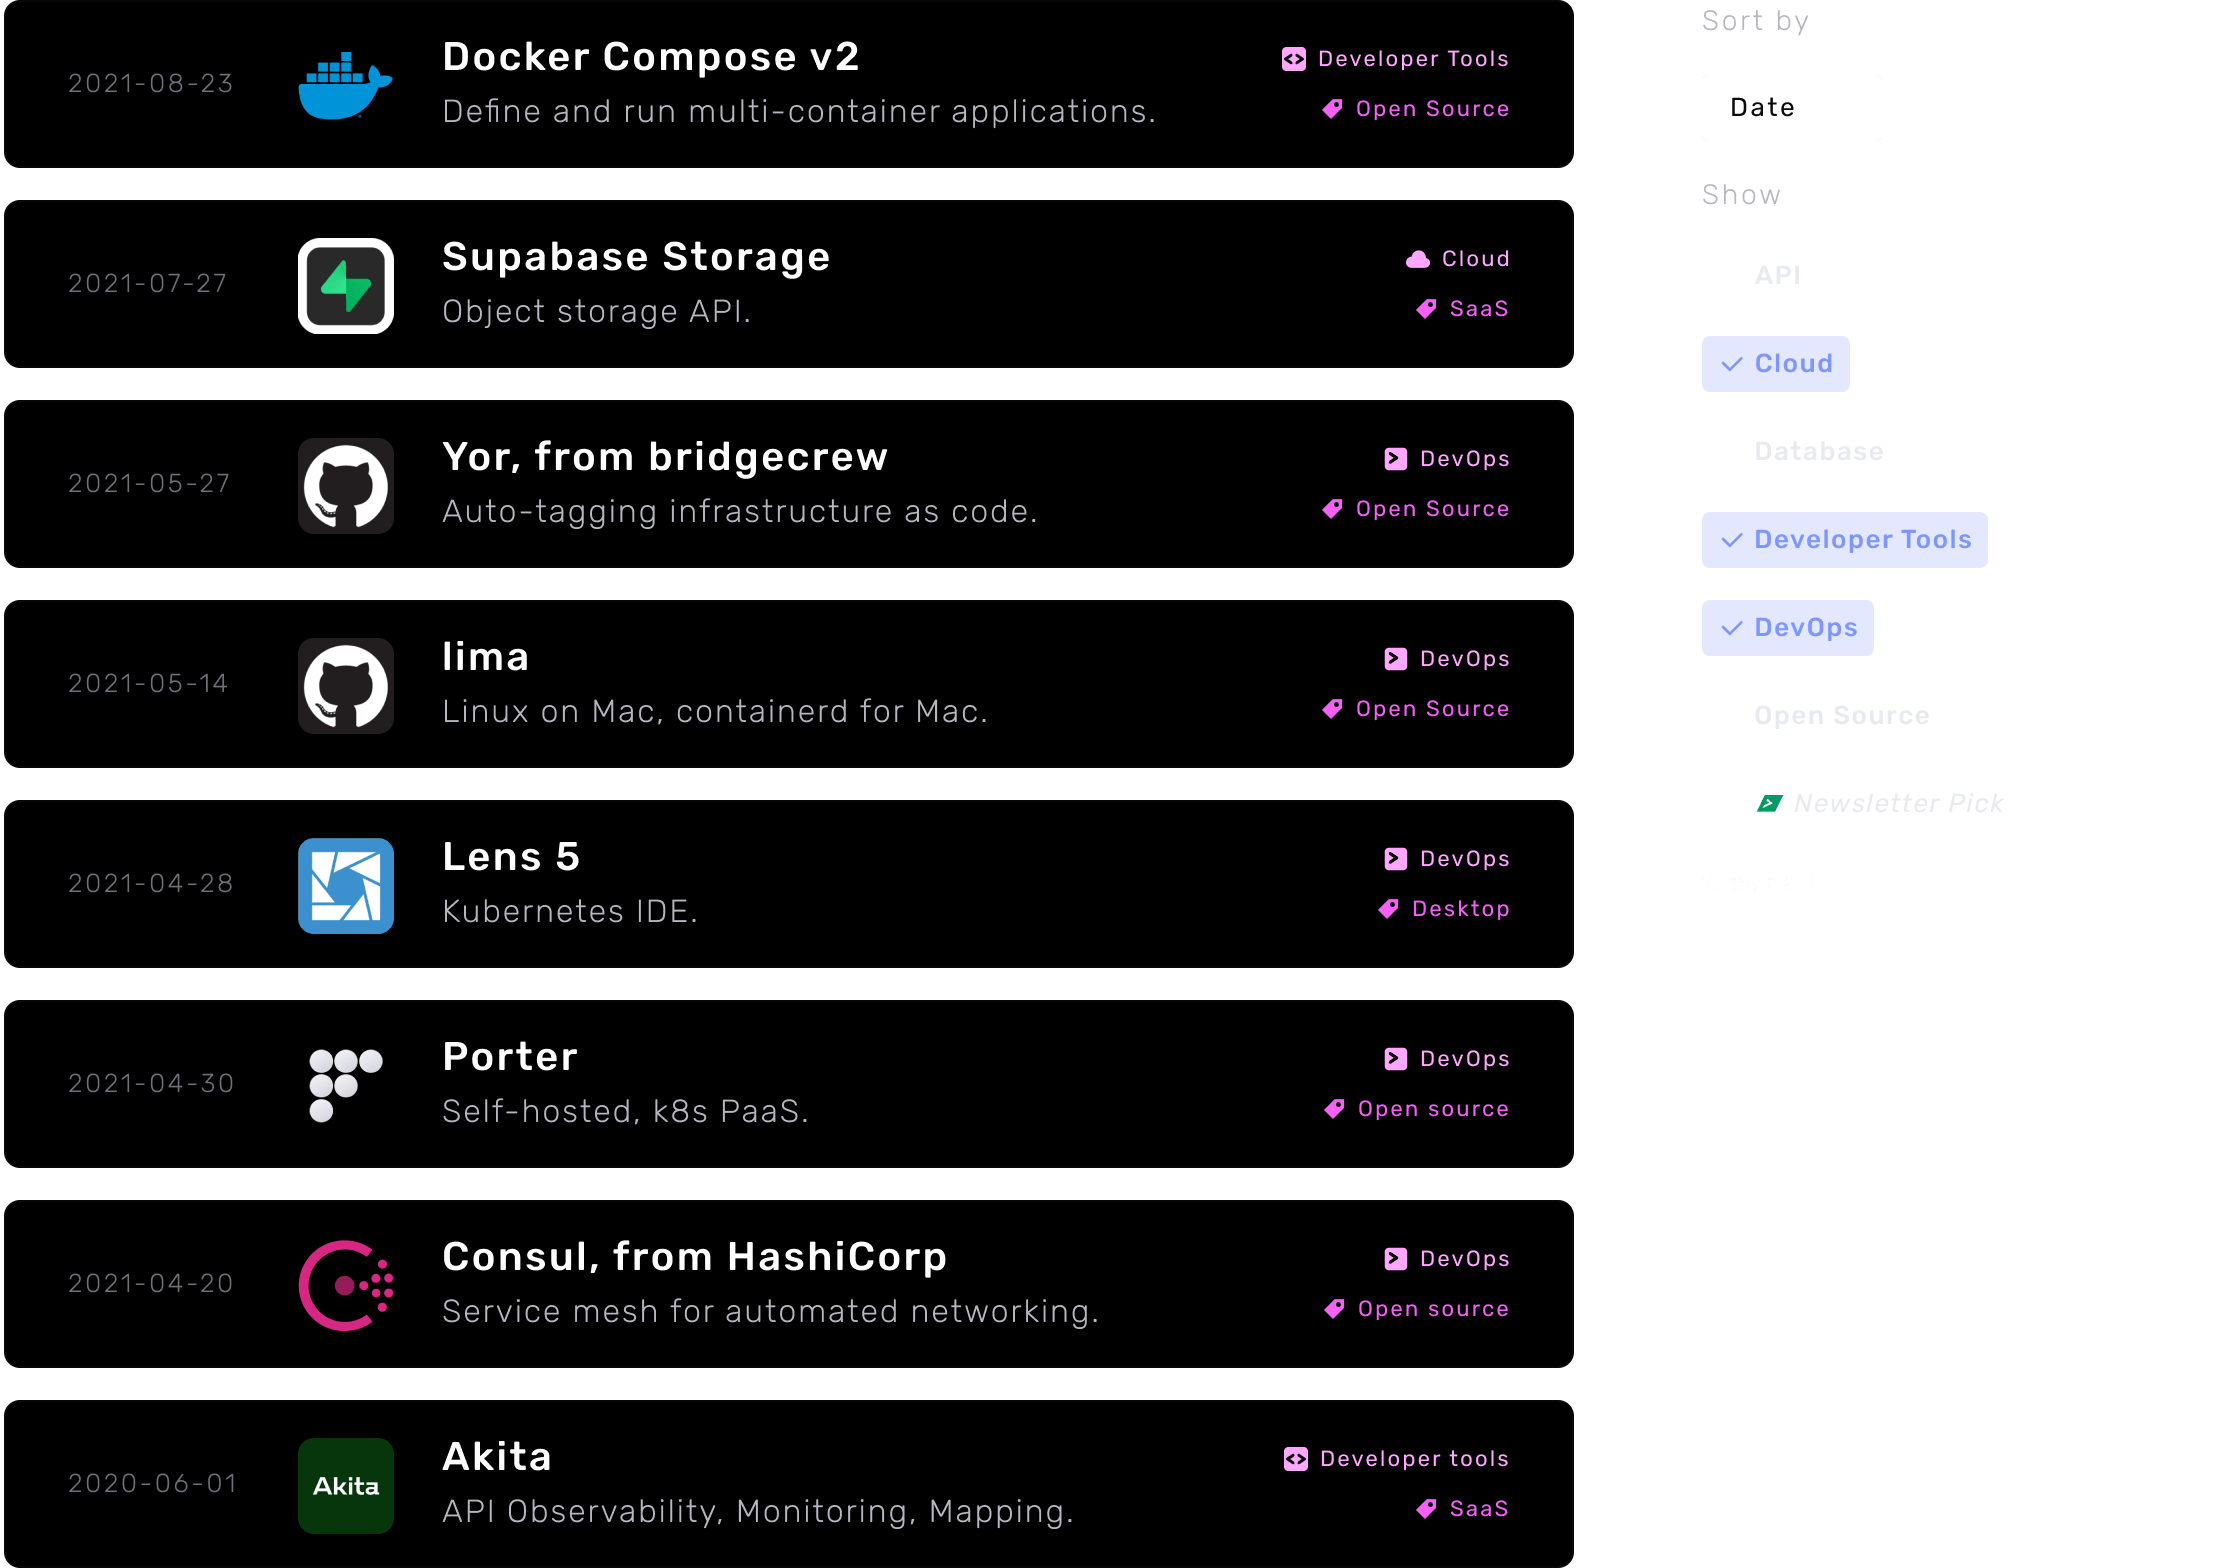 2021-08-23
Docker Compose v2
Define and run multi-container applications.
Developer Tools
Open Source
2021-07-27
Supabase Storage
Object storage API.
Cloud
SaaS
2021-05-27
Yor, from bridgecrew
Auto-tagging infrastructure as code.
DevOps
Open Source
2021-05-14
lima
Linux on Mac, containerd for Mac.
DevOps
Open Source
2021-04-28
Lens 5
Kubernetes IDE.
DevOps
Desktop
2021-04-30
Porter
Self-hosted, k8s PaaS.
DevOps
Open source
2021-04-20
Consul, from HashiCorp
Service mesh for automated networking.
DevOps
Open source
2020-06-01
Akita
Akita
API Observability, Monitoring, Mapping.
Developer tools
SaaS
Sort by
Date
Show
API
Cloud
Database
Developer Tools
DevOps
Open Source
Newsletter Pick